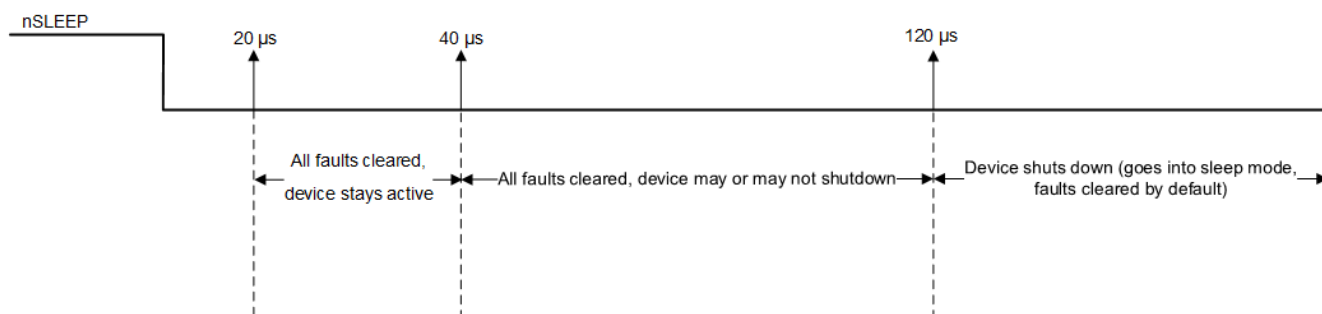 nSLEEP
20 µs
40 µs
120 µs
All faults cleared,
device stays active
All faults cleared, device may or may not shutdown
Device shuts down (goes into sleep mode,
faults cleared by default)